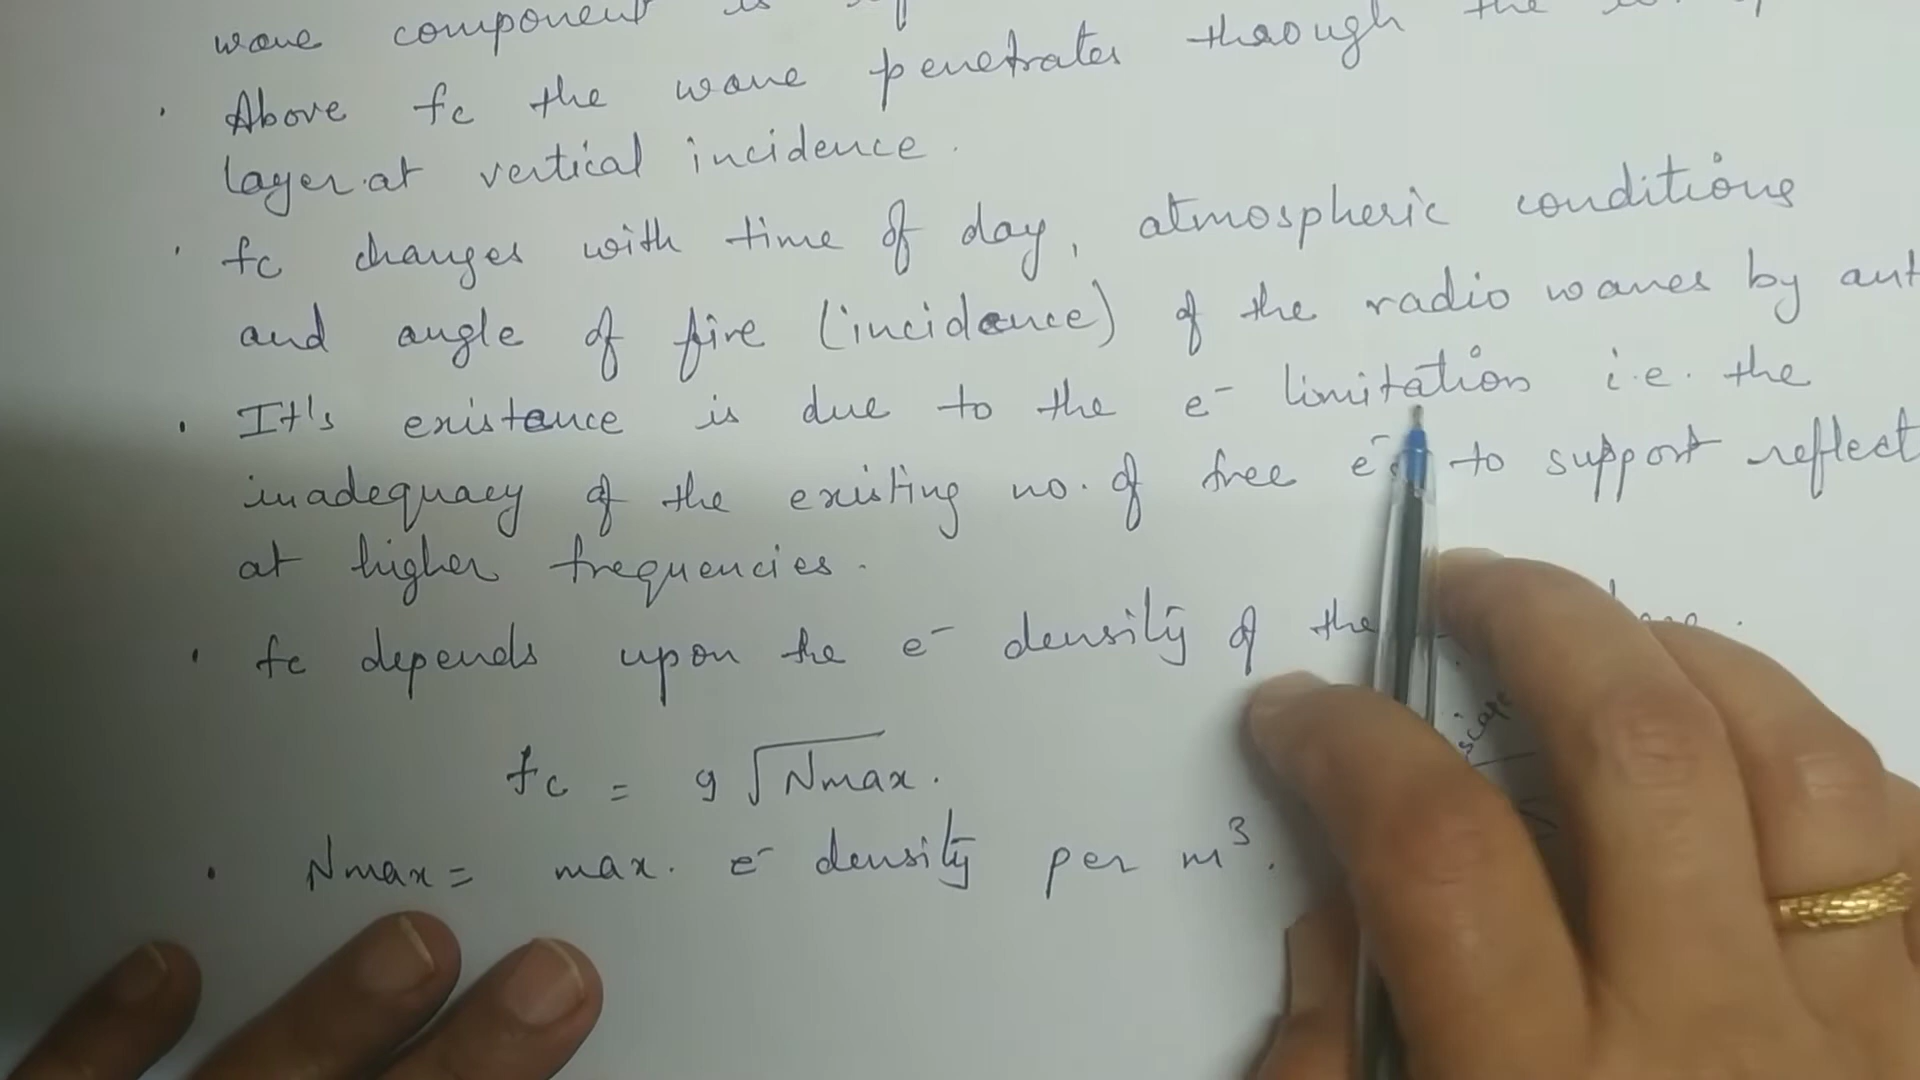 wave component is
Above fc the wave penetrates through the
layer at vertical incidence.
fc changes with time of day, atmospheric conditions
and angle of fire (incidence) of the radio waves by ant
It's existence is due to the e⁻ limitation i.e. the
inadequacy of the existing no. of free e⁻s to support reflect
at higher frequencies.
fc depends upon the e⁻ density of the
fc = 9 √Nmax.
Nmax = max. e⁻ density per m³.